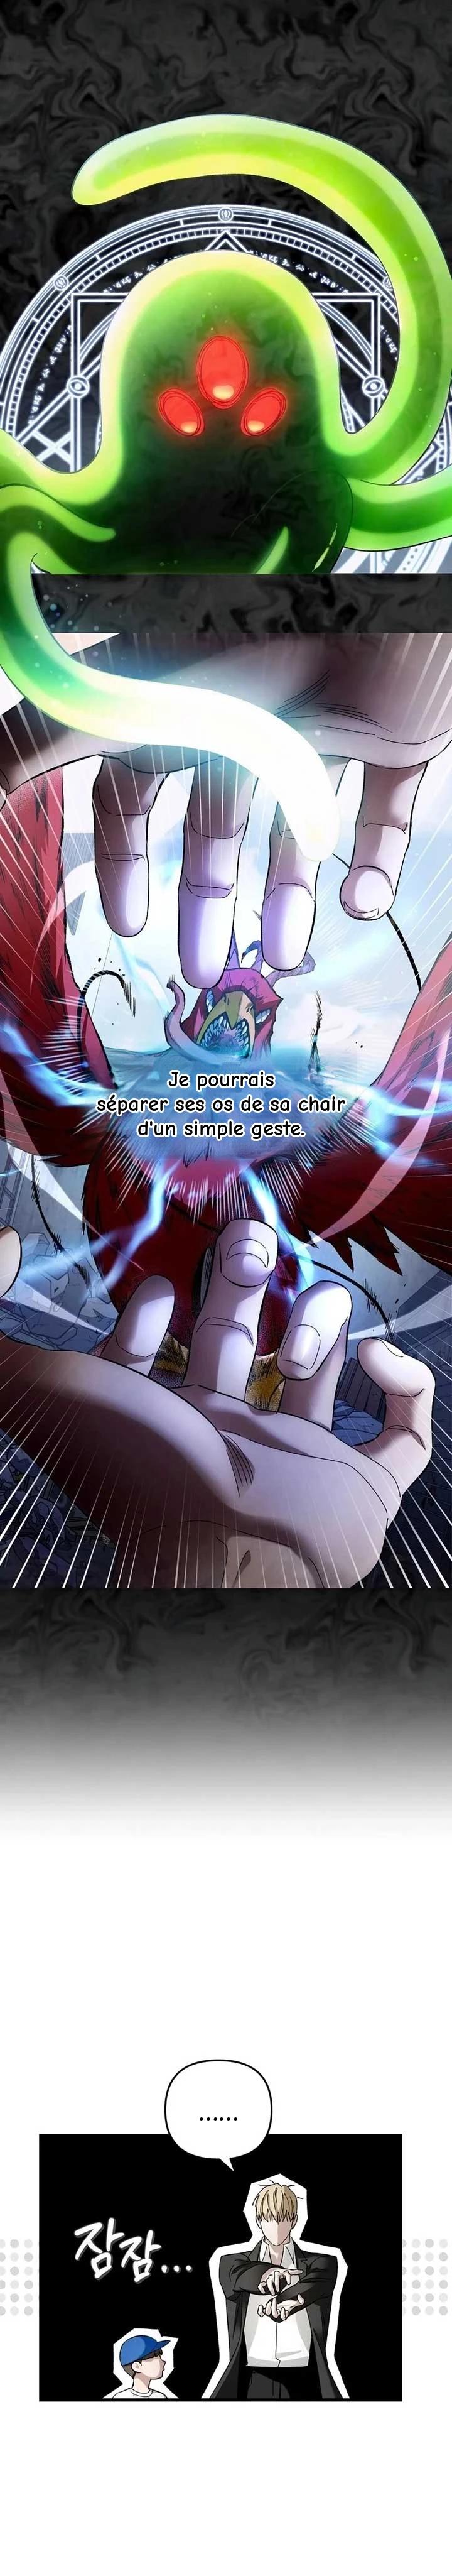 Je pourrais
séparer ses os de sa chair
d'un simple geste.
......
잠잠...